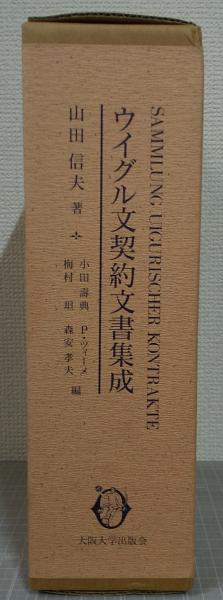 SAMMLUNG UIGURISCHER KONTRAKTE
ウイグル文契約文書集成
山田信夫 著
小田壽典 P・ツィーメ
梅村 坦 森安孝夫 編
大阪大学出版会